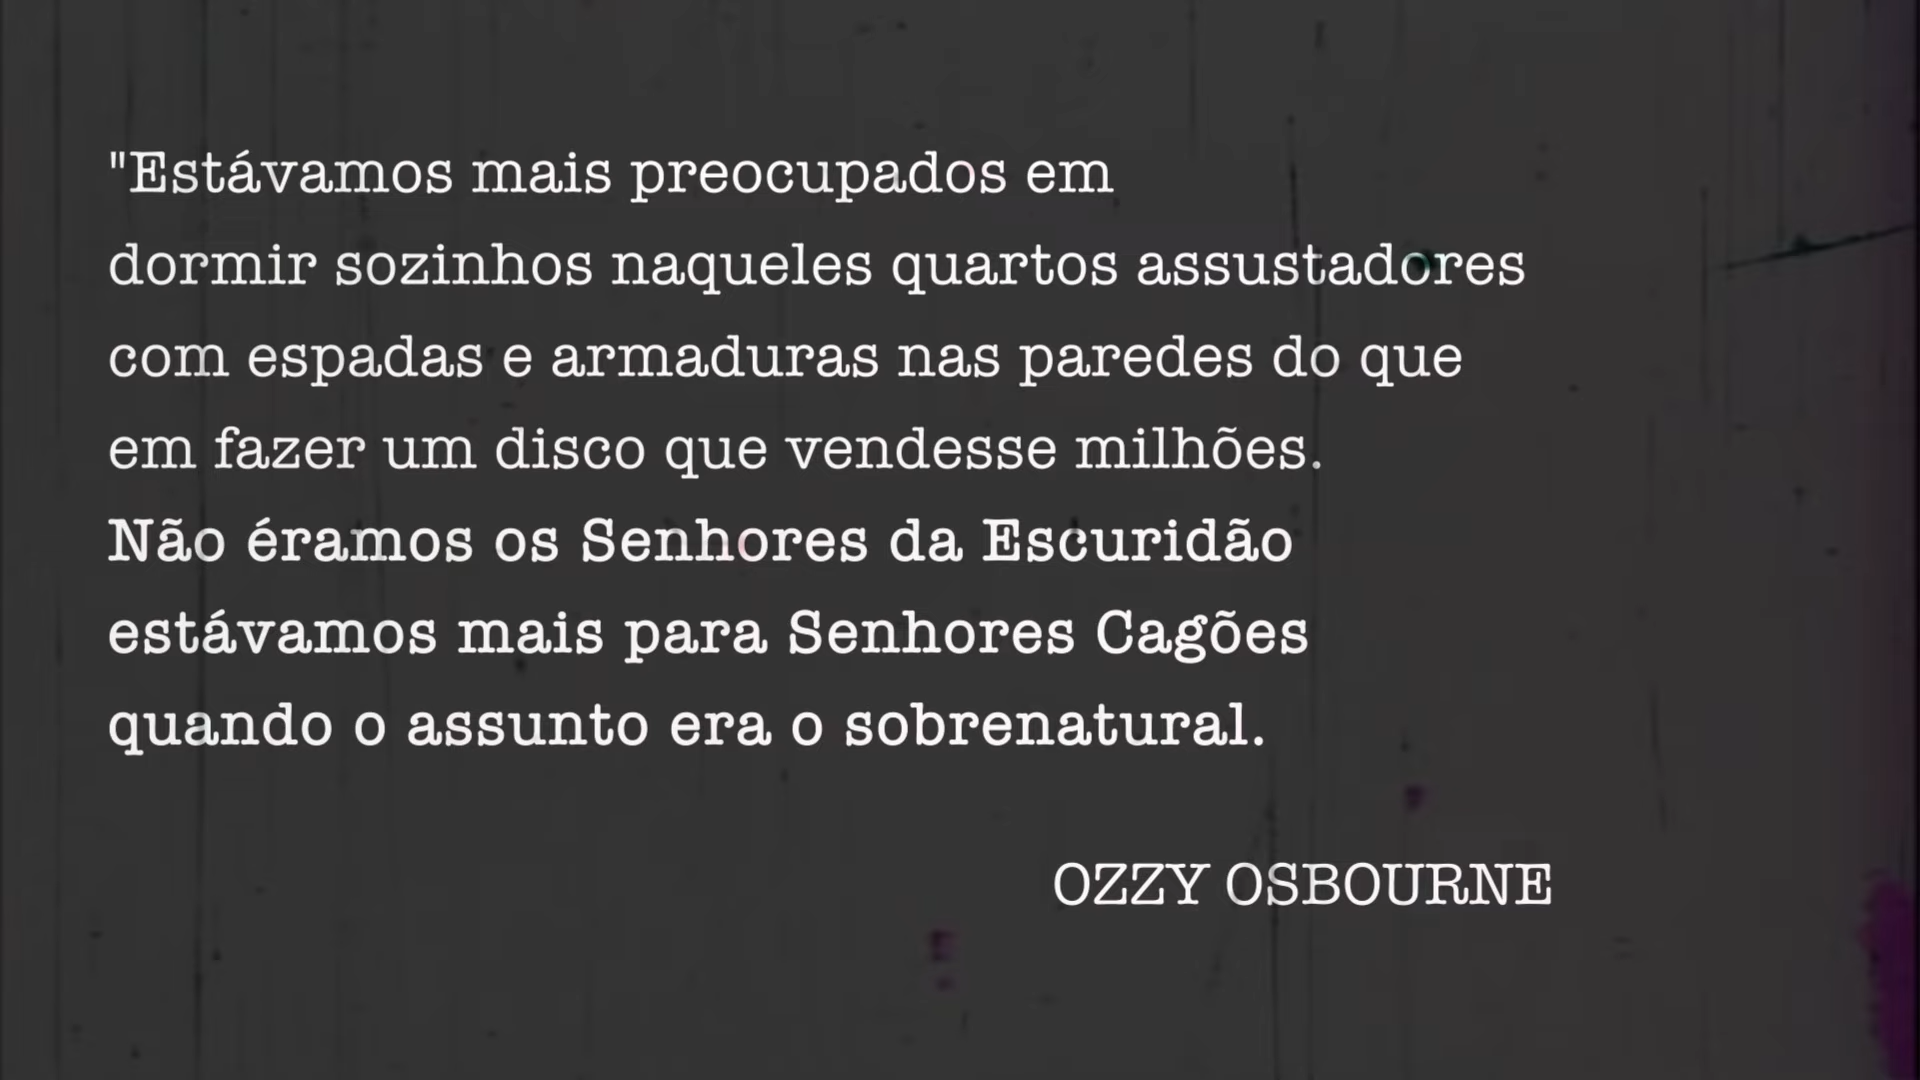 "Estávamos mais preocupados em
dormir sozinhos naqueles quartos assustadores
com espadas e armaduras nas paredes do que
em fazer um disco que vendesse milhões.
Não éramos os Senhores da Escuridão
estávamos mais para Senhores Cagões
quando o assunto era o sobrenatural.
OZZY OSBOURNE